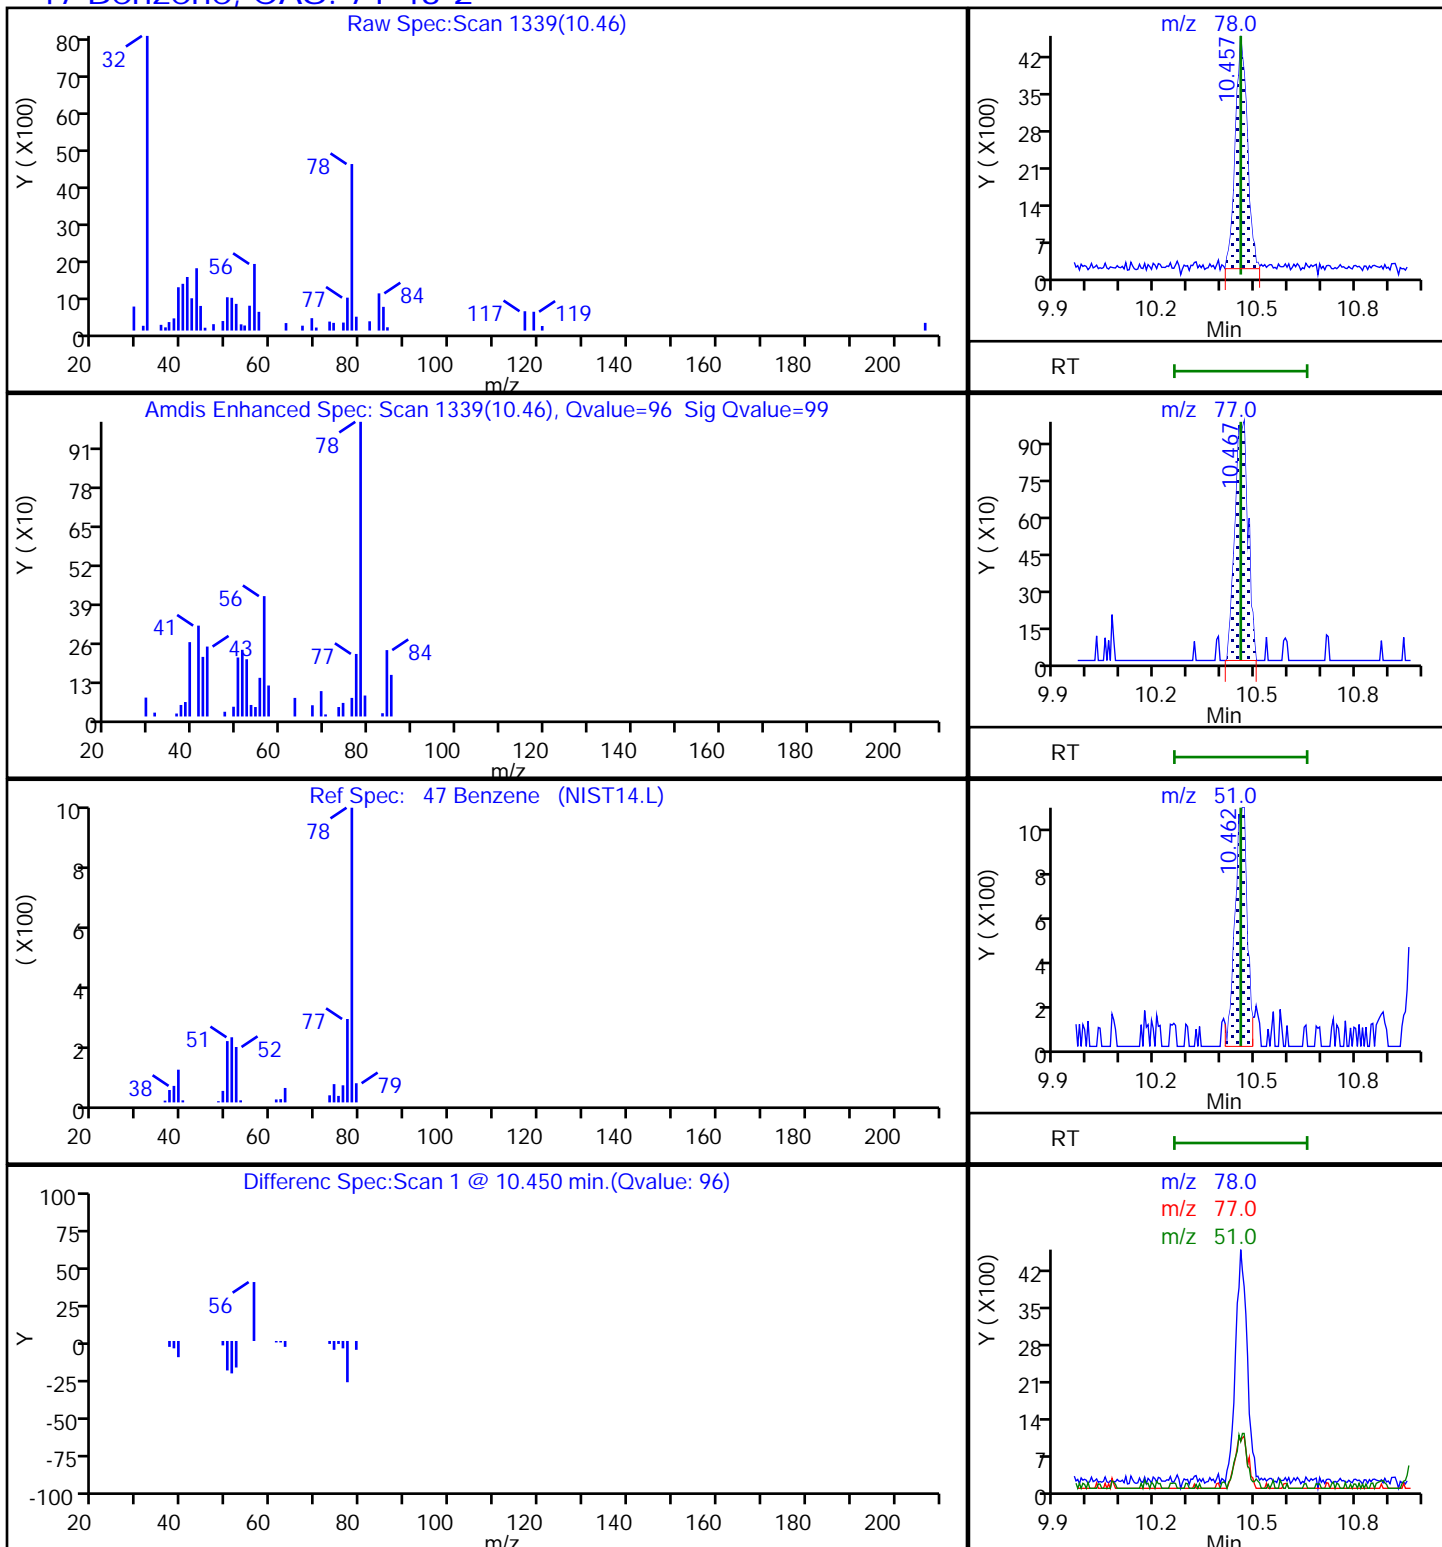 47 Benzene, CAS: 71-43-2
Raw Spec:Scan 1339(10.46)
Y ( X100)
80
70
60
50
40
30
20
10
0
32
78
56
77
84
117
119
20 40 60 80 100 120 140 160 180 200
m/z
m/z 78.0
Y ( X100)
42
35
28
21
14
7
0
10.457
9.9 10.2 10.5 10.8
Min
RT
Amdis Enhanced Spec: Scan 1339(10.46), Qvalue=96 Sig Qvalue=99
Y ( X10)
91
78
65
52
39
26
13
0
78
56
41
43
77
84
20 40 60 80 100 120 140 160 180 200
m/z
m/z 77.0
Y ( X10)
90
75
60
45
30
15
0
10.467
9.9 10.2 10.5 10.8
Min
RT
Ref Spec: 47 Benzene (NIST14.L)
( X100)
10
8
6
4
2
0
78
77
51
52
38
79
20 40 60 80 100 120 140 160 180 200
m/z 51.0
Y ( X100)
10
8
6
4
2
0
10.462
9.9 10.2 10.5 10.8
Min
RT
Differenc Spec:Scan 1 @ 10.450 min.(Qvalue: 96)
Y
100
75
50
25
0
-25
-50
-75
-100
56
20 40 60 80 100 120 140 160 180 200
m/z
m/z 78.0
m/z 77.0
m/z 51.0
Y ( X100)
42
35
28
21
14
7
0
9.9 10.2 10.5 10.8
Min